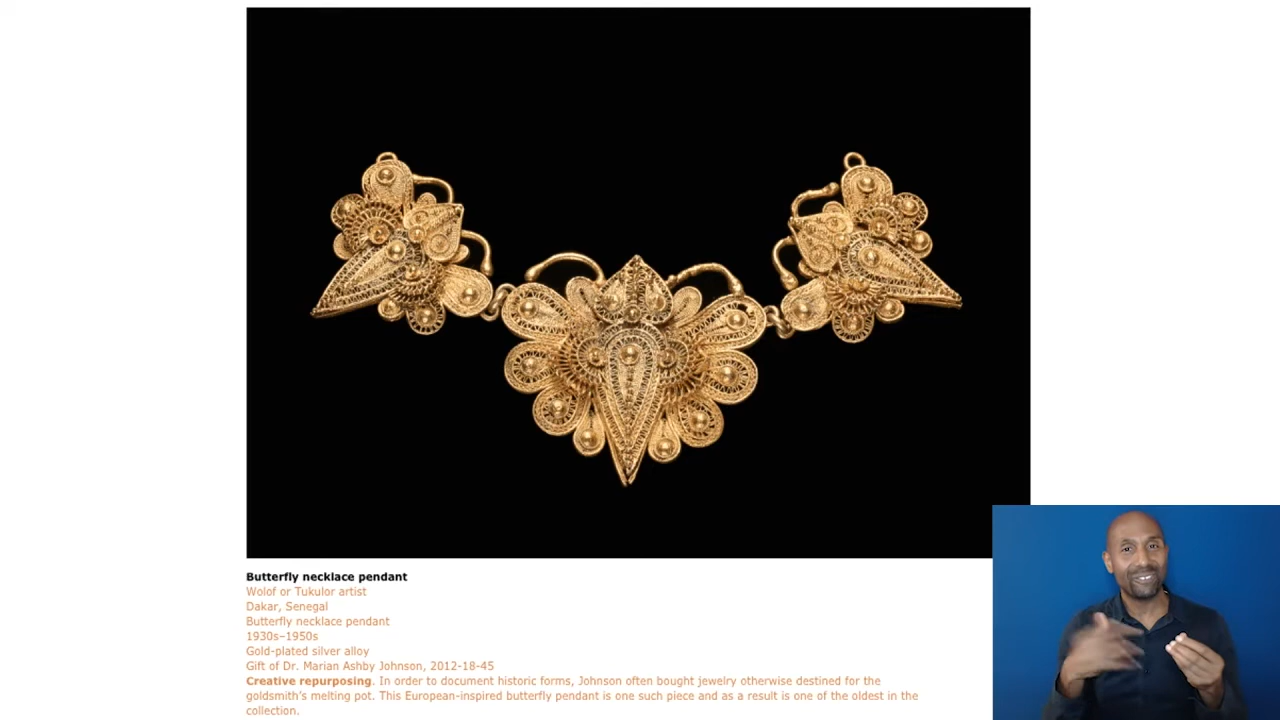 Butterfly necklace pendant
Wolof or Tukulor artist
Dakar, Senegal
Butterfly necklace pendant
1930s–1950s
Gold-plated silver alloy
Gift of Dr. Marian Ashby Johnson, 2012-18-45
Creative repurposing. In order to document historic forms, Johnson often bought jewelry otherwise destined for the
goldsmith’s melting pot. This European-inspired butterfly pendant is one such piece and as a result is one of the oldest in the
collection.